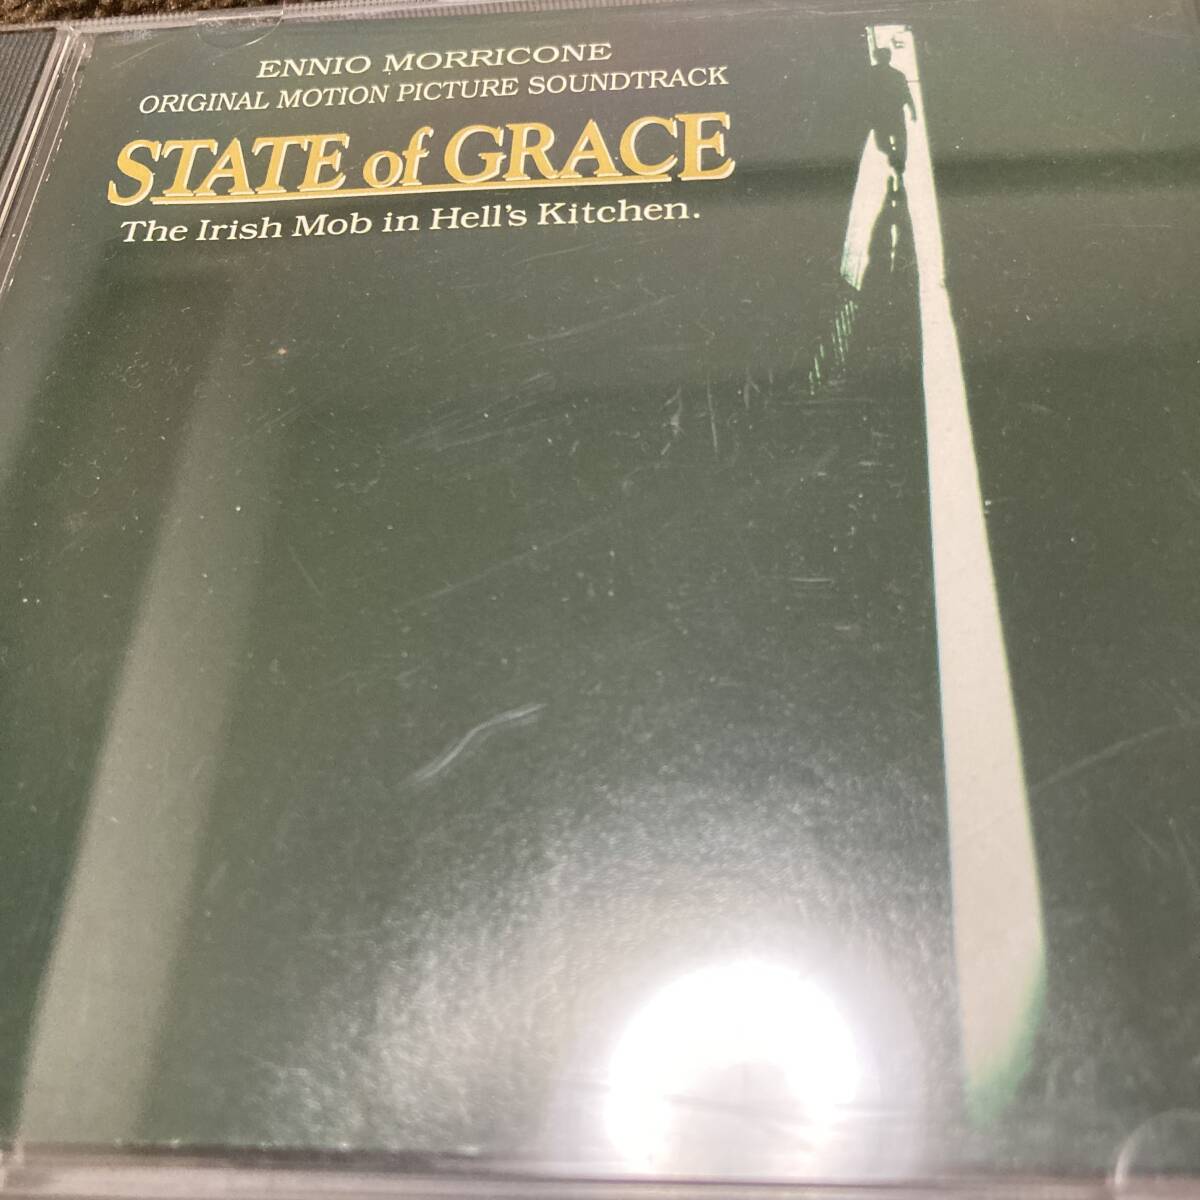 ENNIO MORRICONE
ORIGINAL MOTION PICTURE SOUNDTRACK
STATE of GRACE
The Irish Mob in Hell's Kitchen.